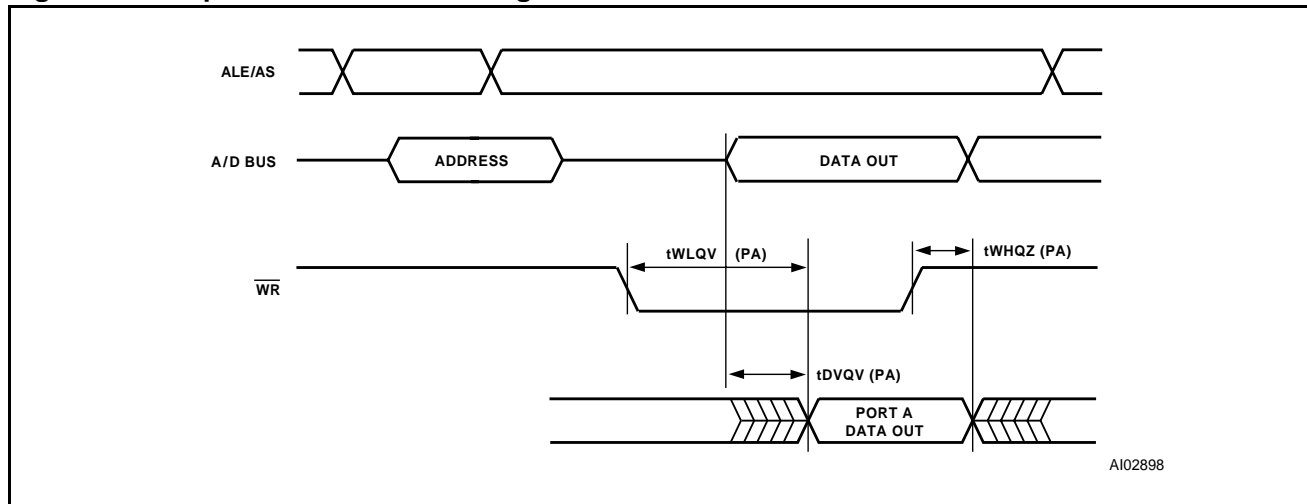 ALE/AS
A/D BUS
ADDRESS
DATA OUT
tWLQV (PA)
tWHQZ (PA)
WR
tDVQV (PA)
PORT A
DATA OUT
AI02898